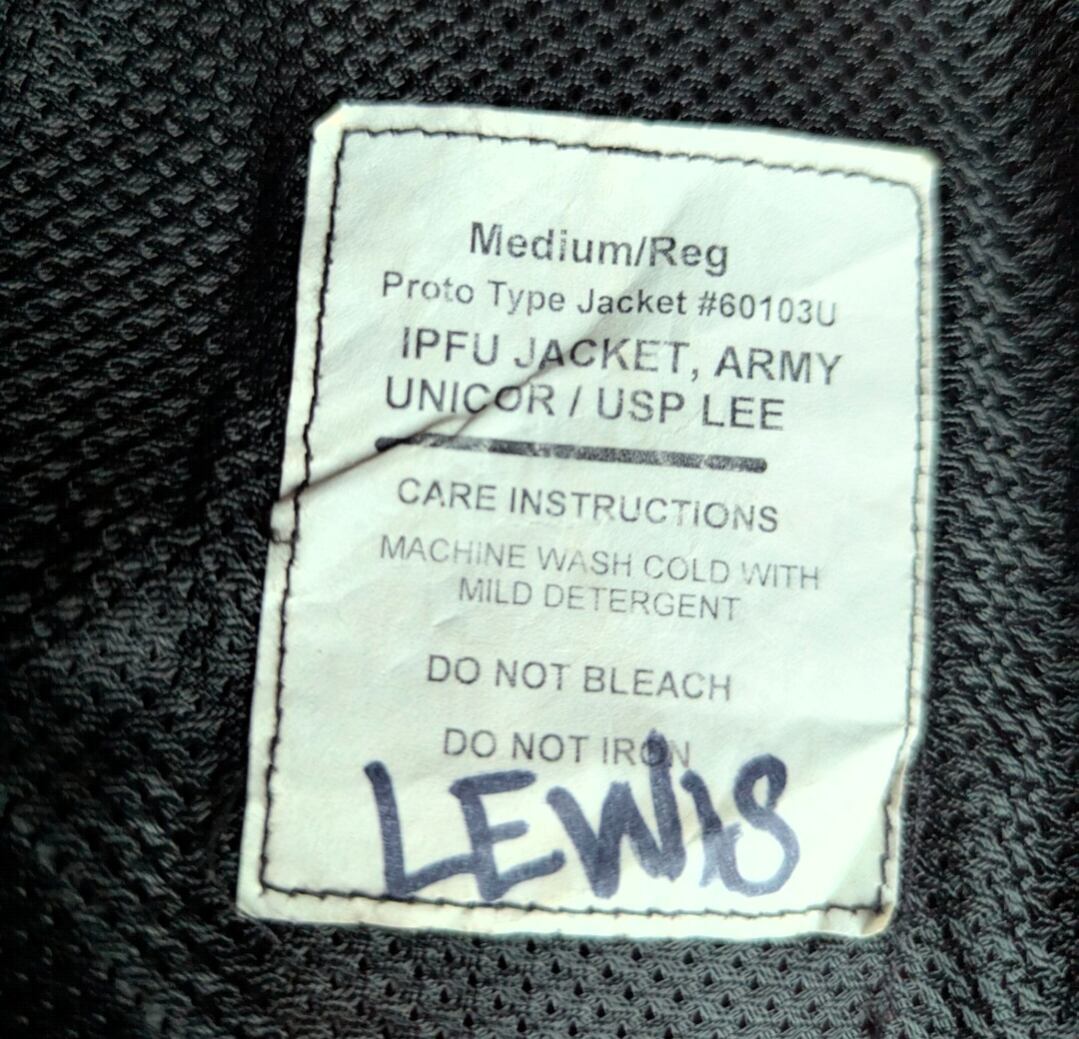 Medium/Reg
Proto Type Jacket #60103U
IPFU JACKET, ARMY
UNICOR / USP LEE
CARE INSTRUCTIONS
MACHINE WASH COLD WITH
MILD DETERGENT
DO NOT BLEACH
DO NOT IRON
LEWIS